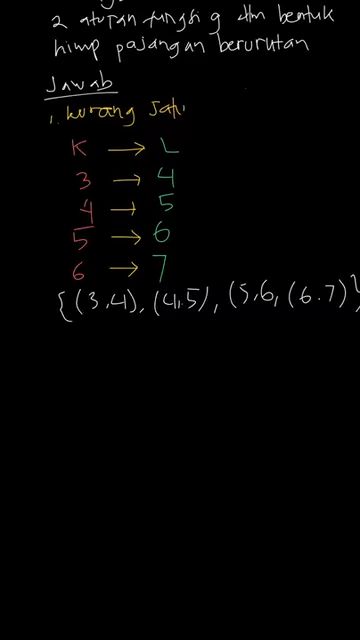 2 aturan fungsi g dlm bentuk
himp pajangan berurutan
Jawab
1. kurang satu
K → L
3 → 4
4 → 5
5 → 6
6 → 7
{(3,4), (4,5), (5,6, (6.7)}